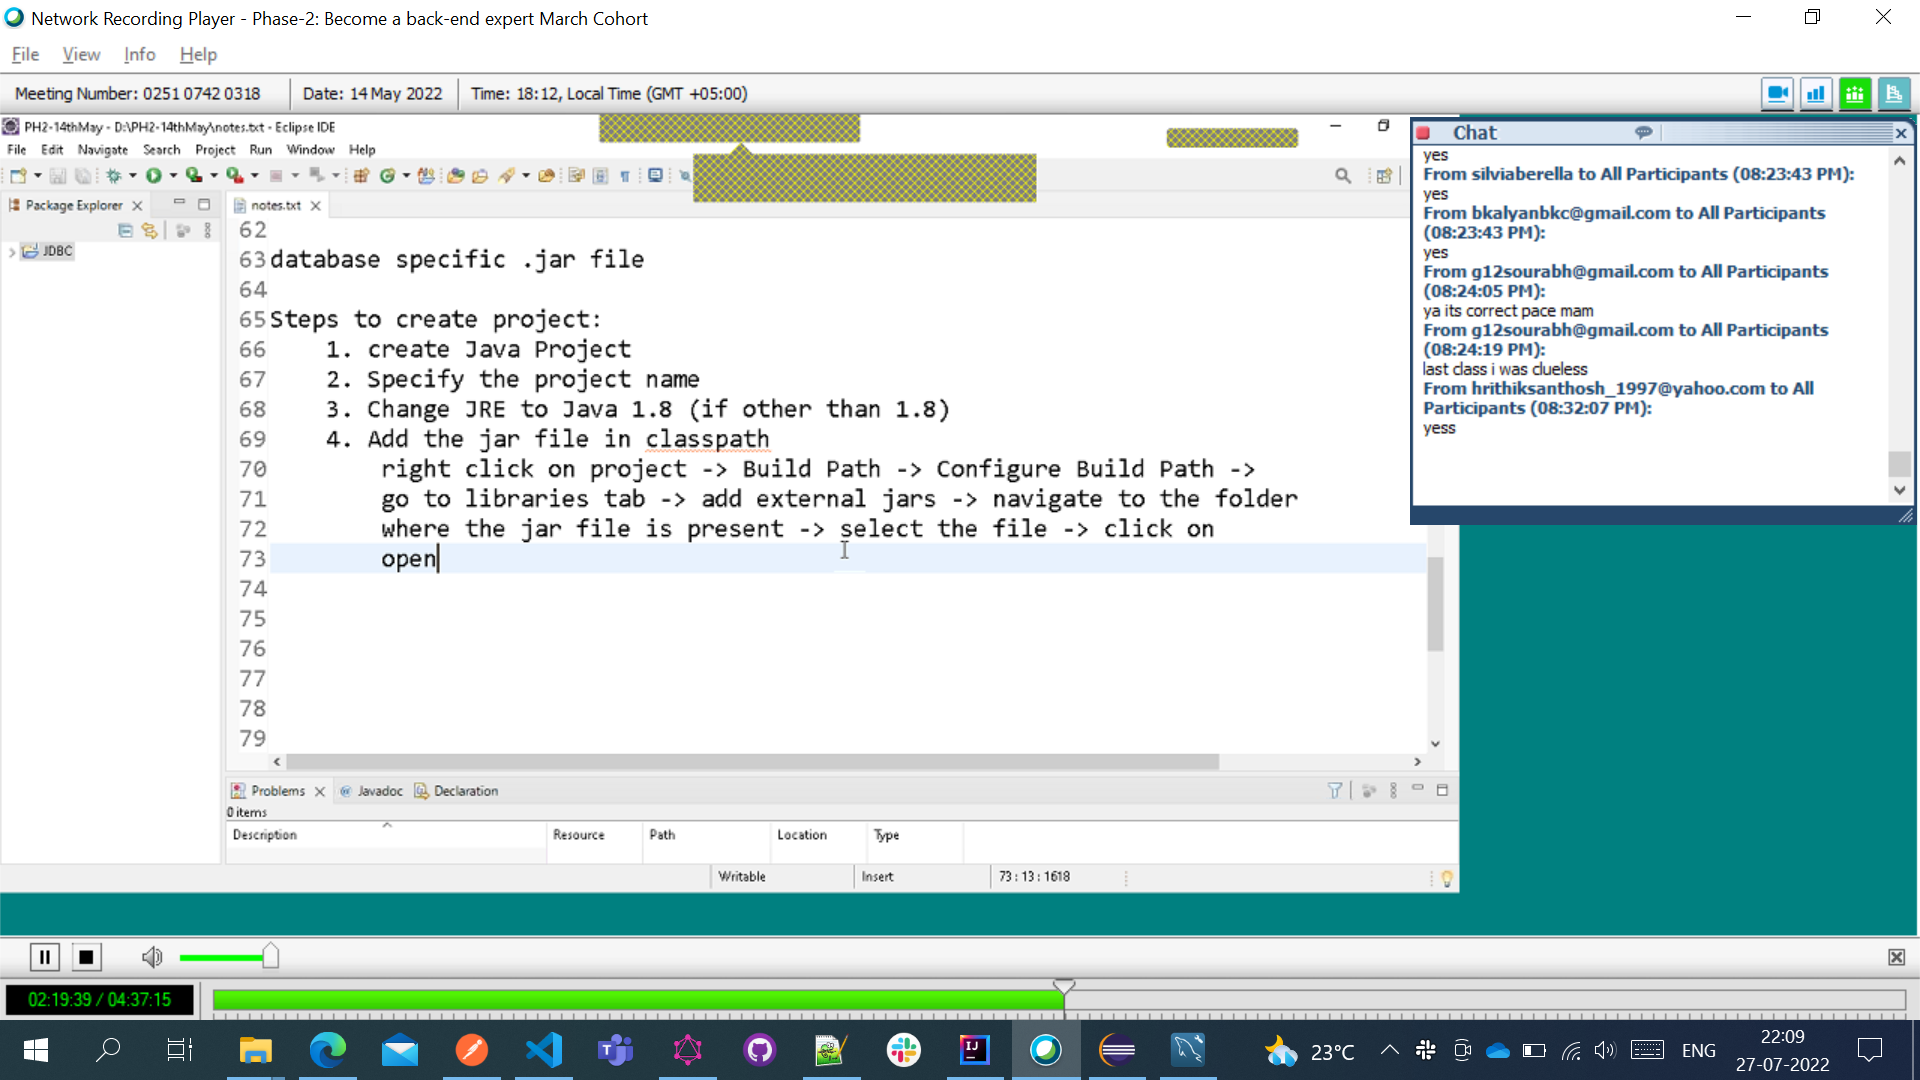 Network Recording Player - Phase-2: Become a back-end expert March Cohort
File View Info Help
Meeting Number: 0251 0742 0318 Date: 14 May 2022 Time: 18:12, Local Time (GMT +05:00)
PH2-14thMay - D:\PH2-14thMay\notes.txt - Eclipse IDE
File Edit Navigate Search Project Run Window Help
Package Explorer
notes.txt
JDBC
62
63 database specific .jar file
64
65 Steps to create project:
66 1. create Java Project
67 2. Specify the project name
68 3. Change JRE to Java 1.8 (if other than 1.8)
69 4. Add the jar file in classpath
70 right click on project -> Build Path -> Configure Build Path ->
71 go to libraries tab -> add external jars -> navigate to the folder
72 where the jar file is present -> select the file -> click on
73 open
74
75
76
77
78
79
Problems Javadoc Declaration
0 items
Description Resource Path Location Type
Writable Insert 73 : 13 : 1618
Chat
yes
From silviaberella to All Participants (08:23:43 PM):
yes
From bkalyanbkc@gmail.com to All Participants
(08:23:43 PM):
yes
From g12sourabh@gmail.com to All Participants
(08:24:05 PM):
ya its correct pace mam
From g12sourabh@gmail.com to All Participants
(08:24:19 PM):
last class i was clueless
From hrithiksanthosh_1997@yahoo.com to All
Participants (08:32:07 PM):
yess
02:19:39 / 04:37:15
23°C
ENG
22:09
27-07-2022